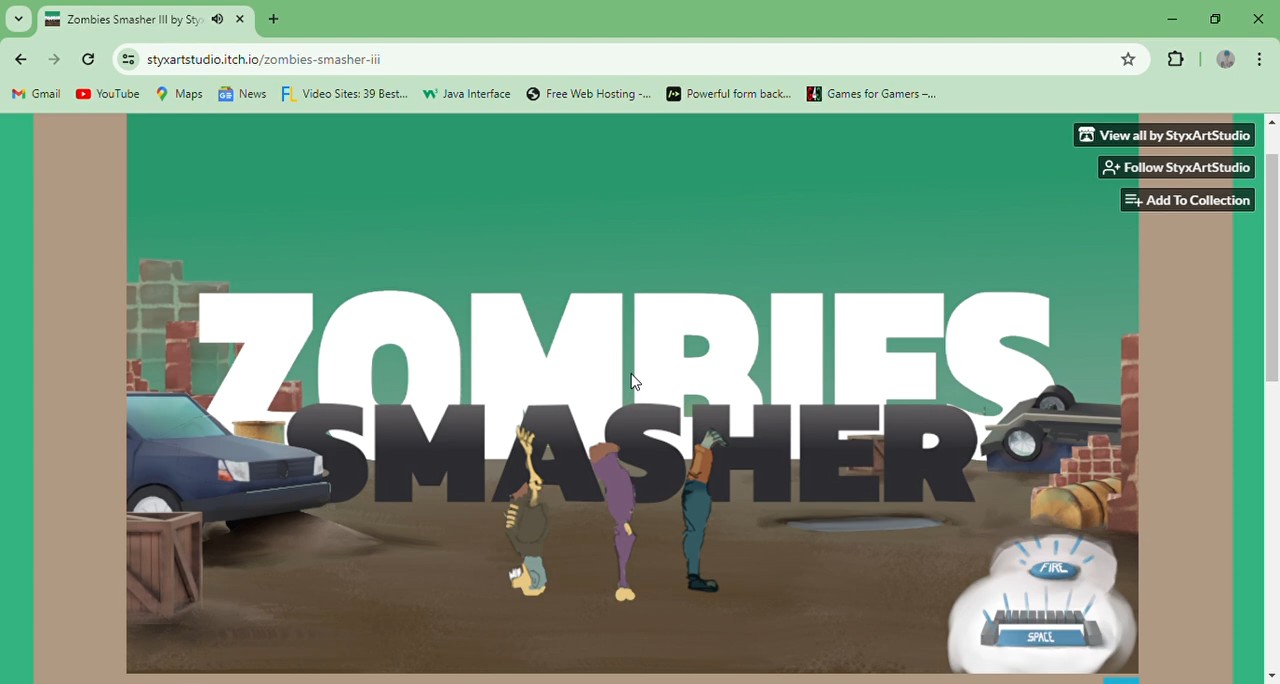 Zombies Smasher III by Sty
styxartstudio.itch.io/zombies-smasher-iii
Gmail YouTube Maps News Video Sites: 39 Best... Java Interface Free Web Hosting -... Powerful form back... Games for Gamers –...
View all by StyxArtStudio
Follow StyxArtStudio
Add To Collection
ZOMBIES
SMASHER
FIRE
SPACE